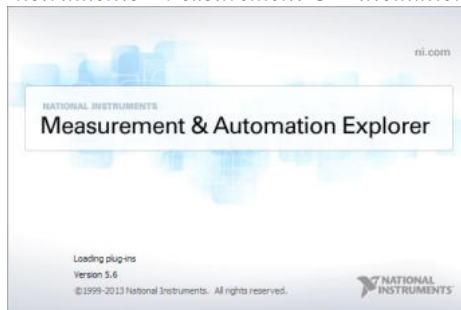 ni.com
NATIONAL INSTRUMENTS
Measurement & Automation Explorer
Loading plug-ins
Version 5.6
©1999-2013 National Instruments. All rights reserved.
NATIONAL
INSTRUMENTS